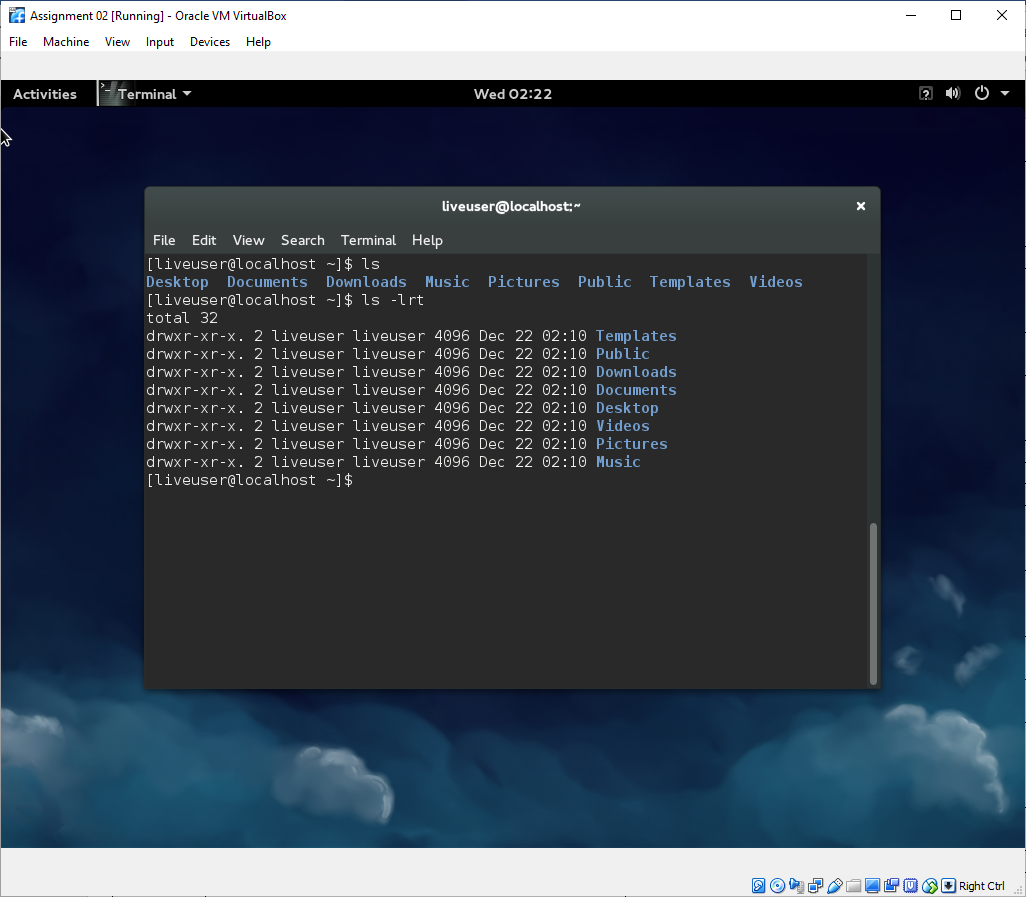 Assignment 02 [Running] - Oracle VM VirtualBox
File Machine View Input Devices Help
Activities Terminal Wed 02:22
liveuser@localhost:~
File Edit View Search Terminal Help
[liveuser@localhost ~]$ ls
Desktop Documents Downloads Music Pictures Public Templates Videos
[liveuser@localhost ~]$ ls -lrt
total 32
drwxr-xr-x. 2 liveuser liveuser 4096 Dec 22 02:10 Templates
drwxr-xr-x. 2 liveuser liveuser 4096 Dec 22 02:10 Public
drwxr-xr-x. 2 liveuser liveuser 4096 Dec 22 02:10 Downloads
drwxr-xr-x. 2 liveuser liveuser 4096 Dec 22 02:10 Documents
drwxr-xr-x. 2 liveuser liveuser 4096 Dec 22 02:10 Desktop
drwxr-xr-x. 2 liveuser liveuser 4096 Dec 22 02:10 Videos
drwxr-xr-x. 2 liveuser liveuser 4096 Dec 22 02:10 Pictures
drwxr-xr-x. 2 liveuser liveuser 4096 Dec 22 02:10 Music
[liveuser@localhost ~]$
Right Ctrl